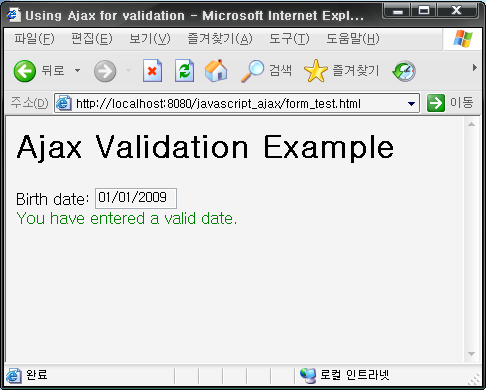 Using Ajax for validation - Microsoft Internet Expl...
파일(F) 편집(E) 보기(V) 즐겨찾기(A) 도구(T) 도움말(H)
뒤로 검색 즐겨찾기
주소(D) http://localhost:8080/javascript_ajax/form_test.html 이동
Ajax Validation Example
Birth date: 01/01/2009
You have entered a valid date.
완료 로컬 인트라넷